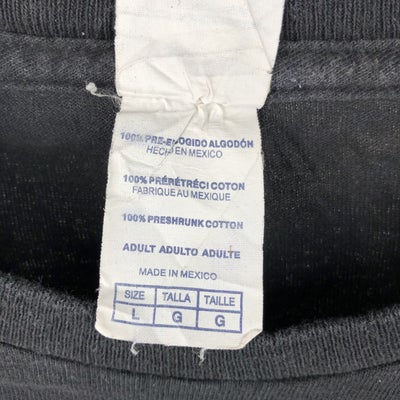 100% PRE-ENCOGIDO ALGODÓN
HECHO EN MEXICO
100% PRÉRÉTRÉCI COTON
FABRIQUE AU MEXIQUE
100% PRESHRUNK COTTON
ADULT ADULTO ADULTE
MADE IN MEXICO
SIZE TALLA TAILLE
L G G